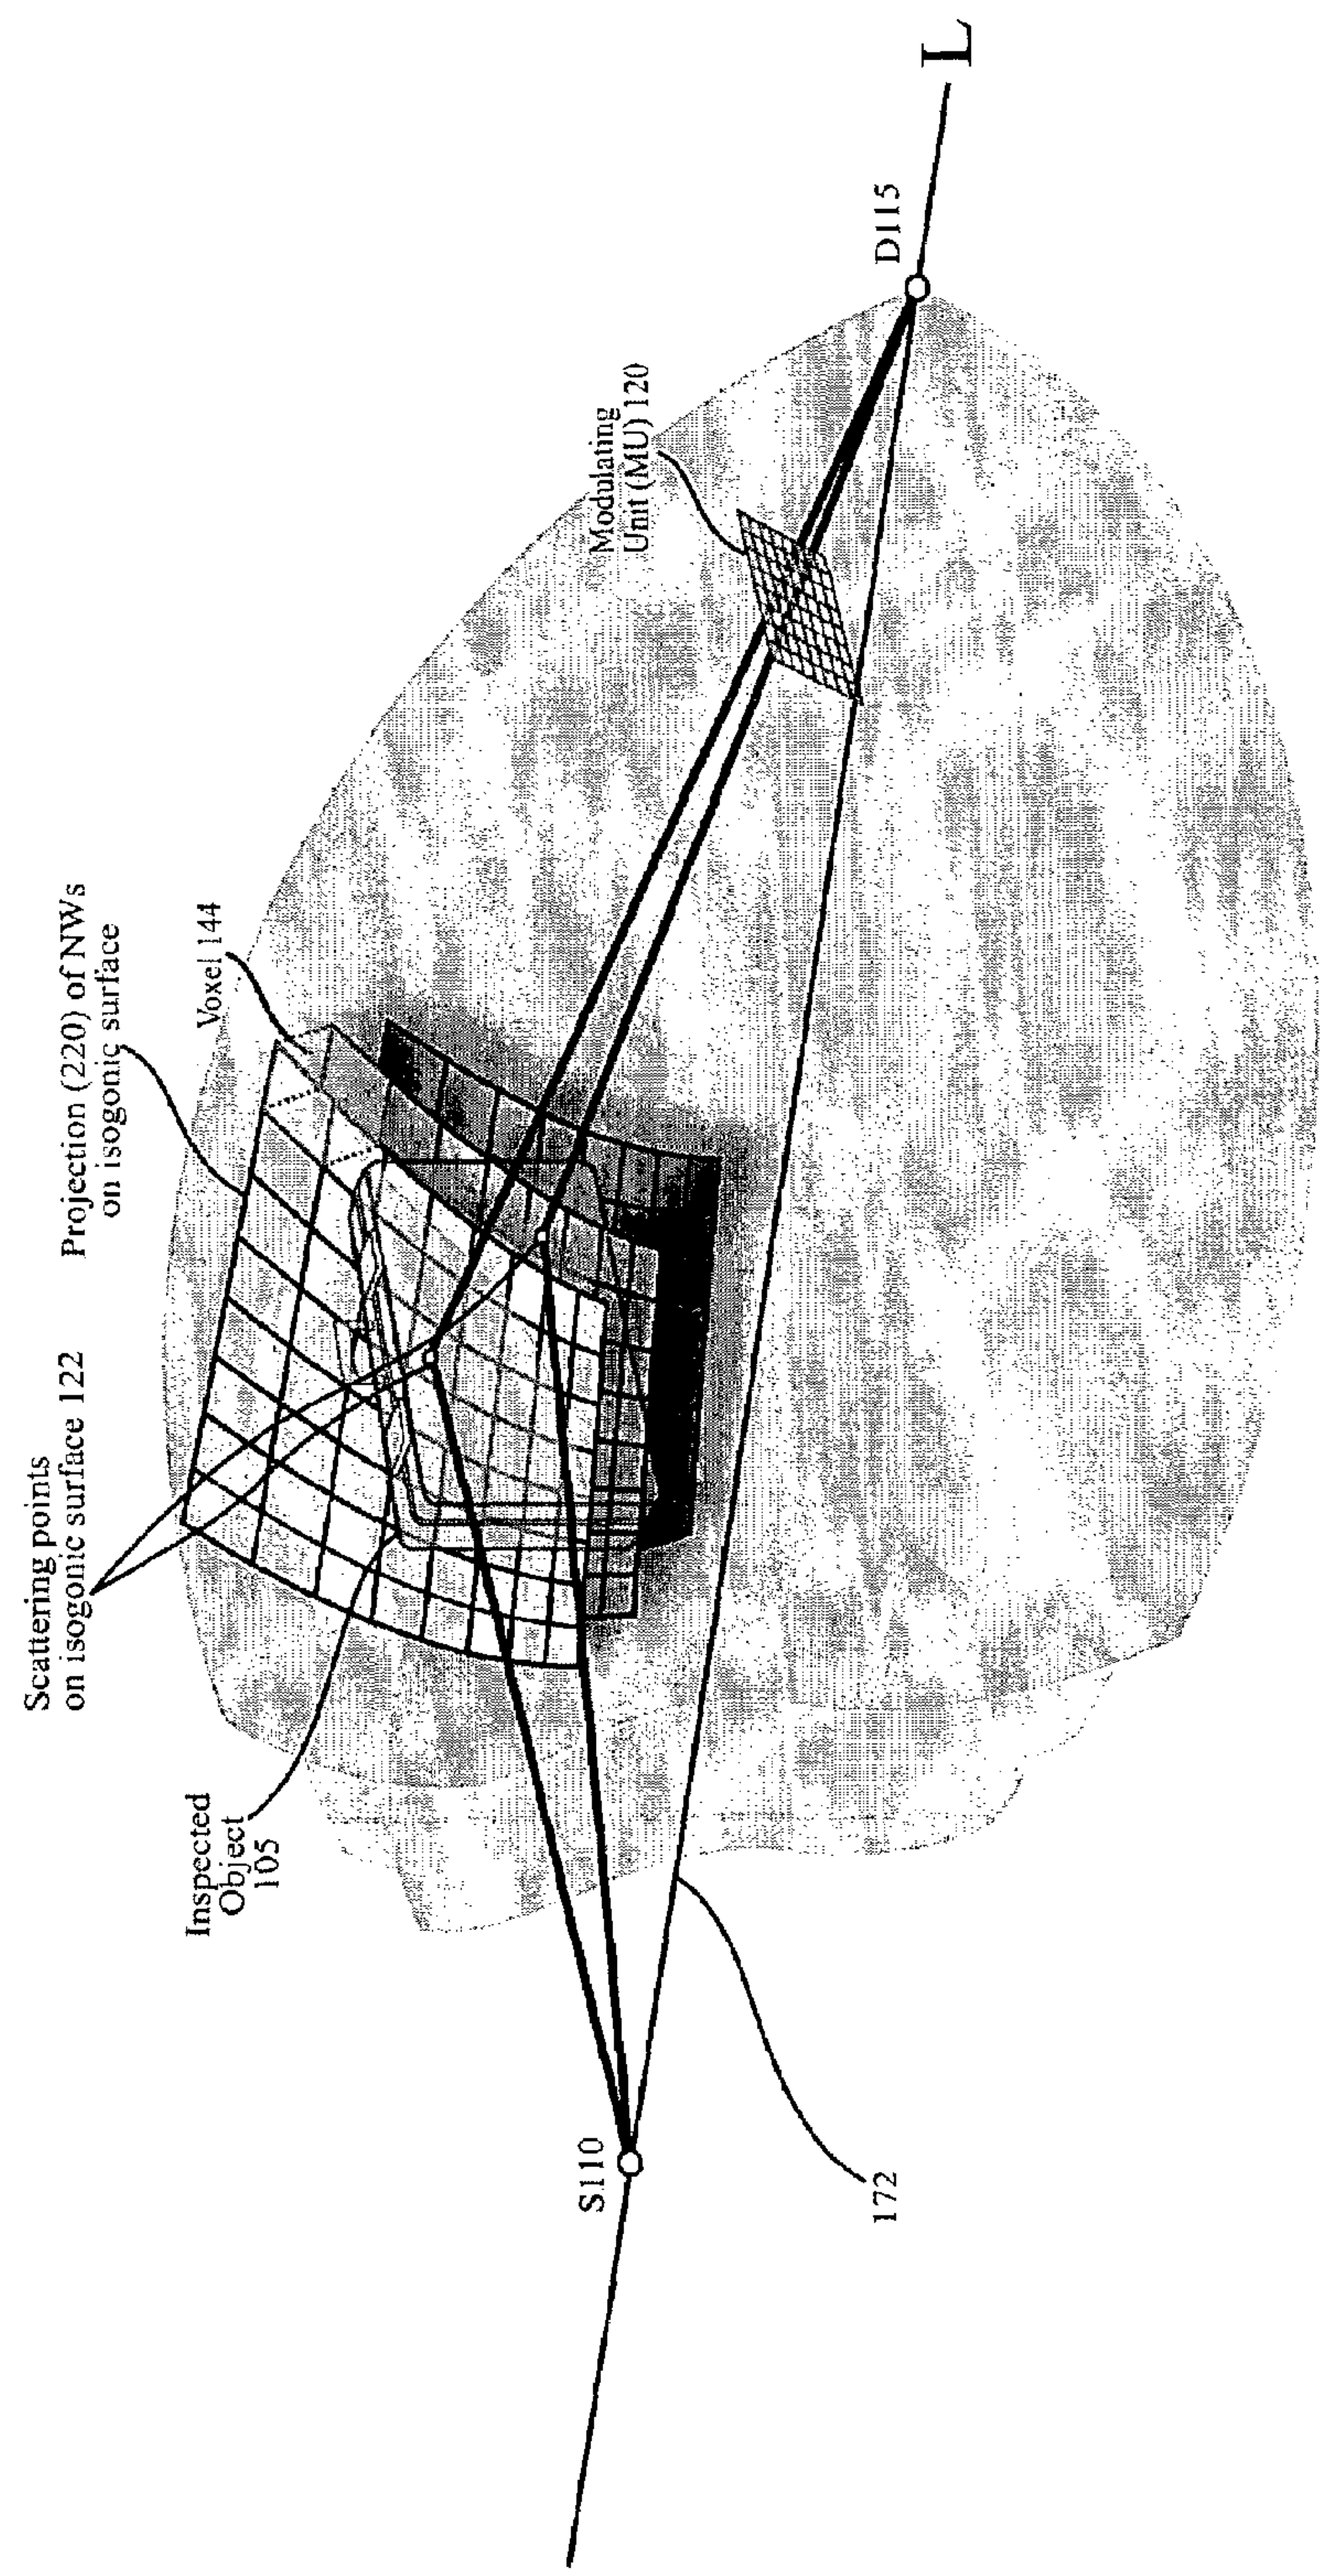 Scattering points
on isogonic surface 122
Projection (220) of NWs
on isogonic surface
Voxel 144
Inspected
Object
105
Modulating
Unit (MU) 120
D115
L
S110
172